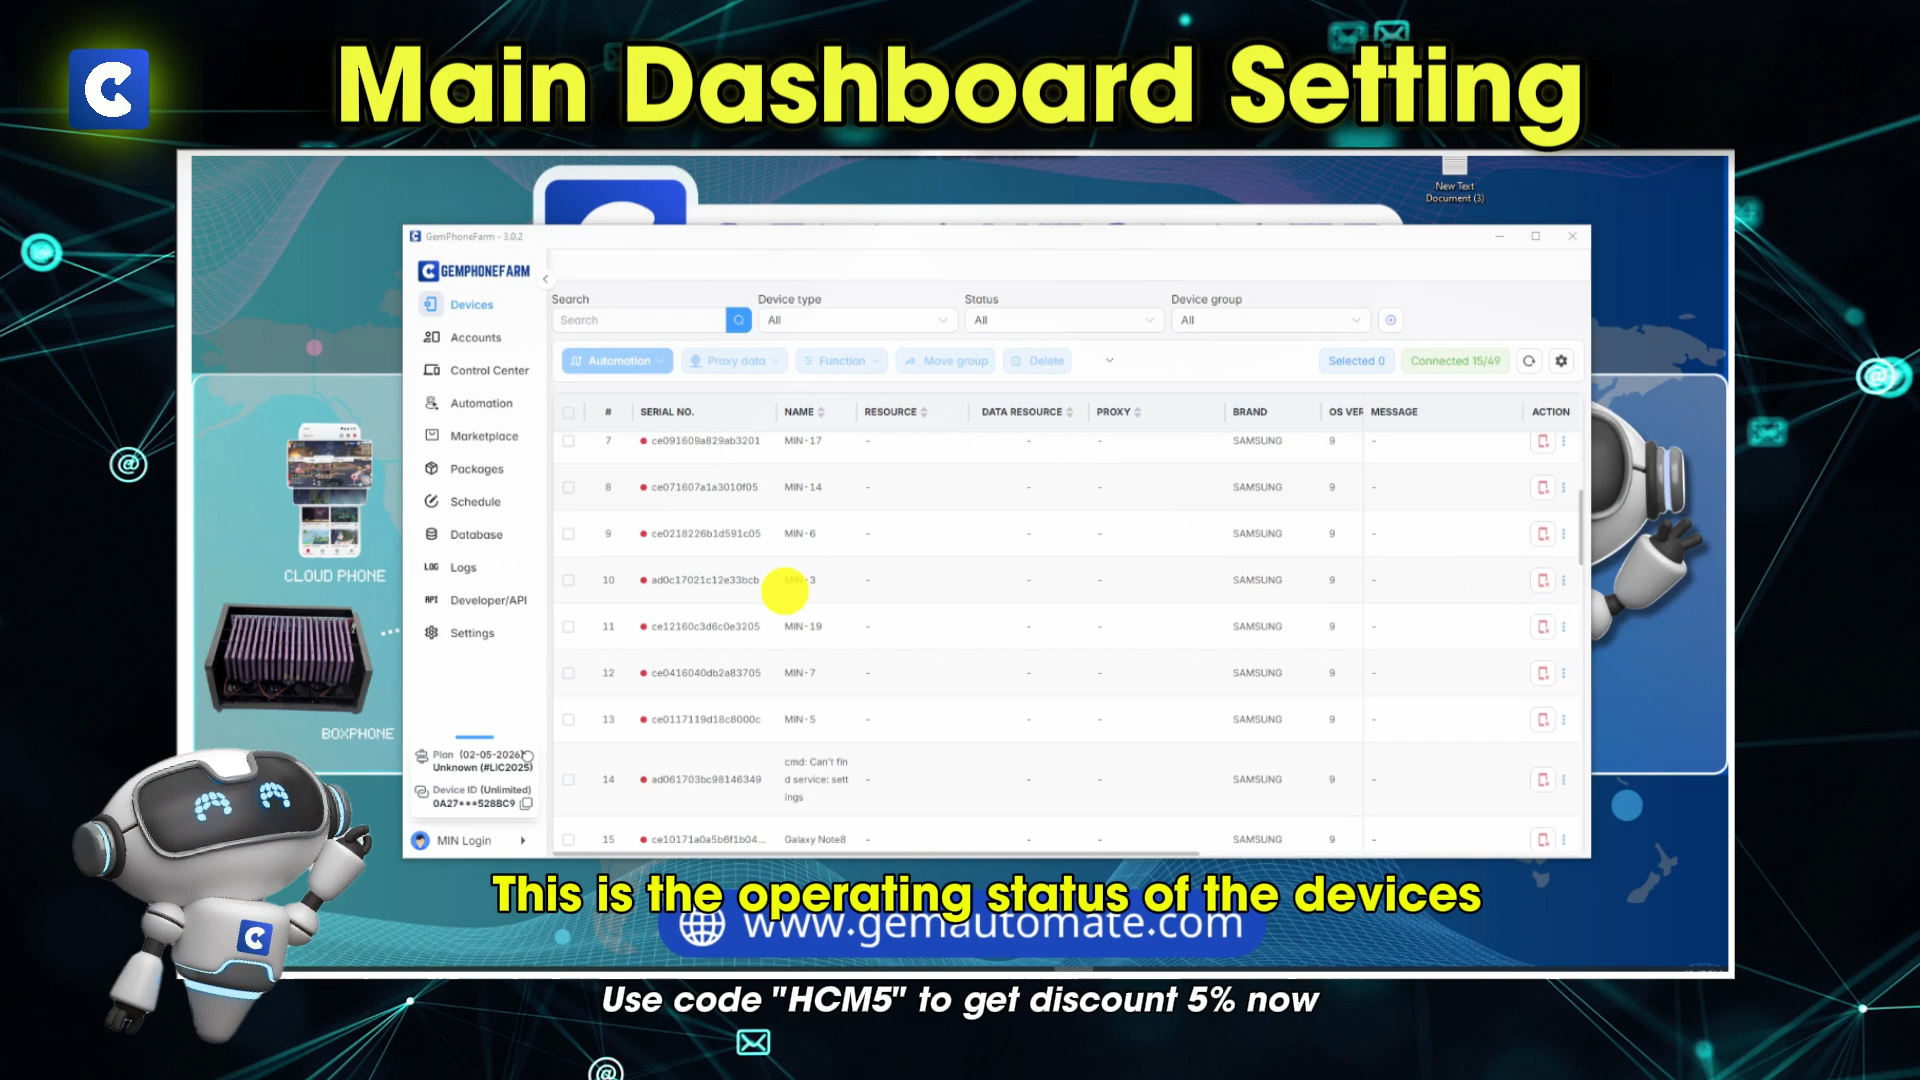 Main Dashboard Setting
New Text
Document (3)
GemPhoneFarm - 3.0.2
GEMPHONEFARM
Devices
Accounts
Control Center
Automation
Marketplace
Packages
Schedule
Database
LOG Logs
API Developer/API
Settings
Plan (02-05-2026)
Unknown (#LIC2025)
Device ID (Unlimited)
0A27***528BC9
MIN Login
Search Device type Status Device group
Search All All All
Automation Proxy data Function Move group Delete Selected 0 Connected 15/49
# SERIAL NO. NAME RESOURCE DATA RESOURCE PROXY BRAND OS VER MESSAGE ACTION
7 ce091609a829ab3201 MIN-17 - - - SAMSUNG 9 -
8 ce071607a1a3010f05 MIN-14 - - - SAMSUNG 9 -
9 ce0218226b1d591c05 MIN-6 - - - SAMSUNG 9 -
10 ad0c17021c12e33bcb MIN-3 - - - SAMSUNG 9 -
11 ce12160c3d6c0e3205 MIN-19 - - - SAMSUNG 9 -
12 ce0416040db2a83705 MIN-7 - - - SAMSUNG 9 -
13 ce0117119d18c8000c MIN-5 - - - SAMSUNG 9 -
14 ad061703bc98146349 cmd: Can't fin
d service: sett
ings - - - SAMSUNG 9 -
15 ce10171a0a5b6f1b04... Galaxy Note8 - - - SAMSUNG 9 -
CLOUD PHONE
BOXPHONE
This is the operating status of the devices
www.gemautomate.com
Use code "HCM5" to get discount 5% now